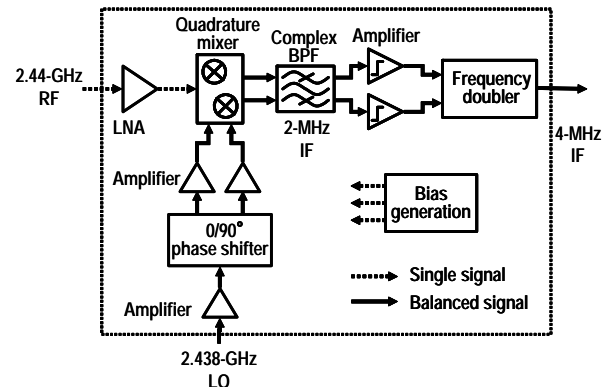 Quadrature
mixer
Complex
BPF
Amplifier
2.44-GHz
RF
LNA
Frequency
doubler
2-MHz
IF
4-MHz
IF
Amplifier
Bias
generation
0/90°
phase shifter
Single signal
Amplifier
Balanced signal
2.438-GHz
LO